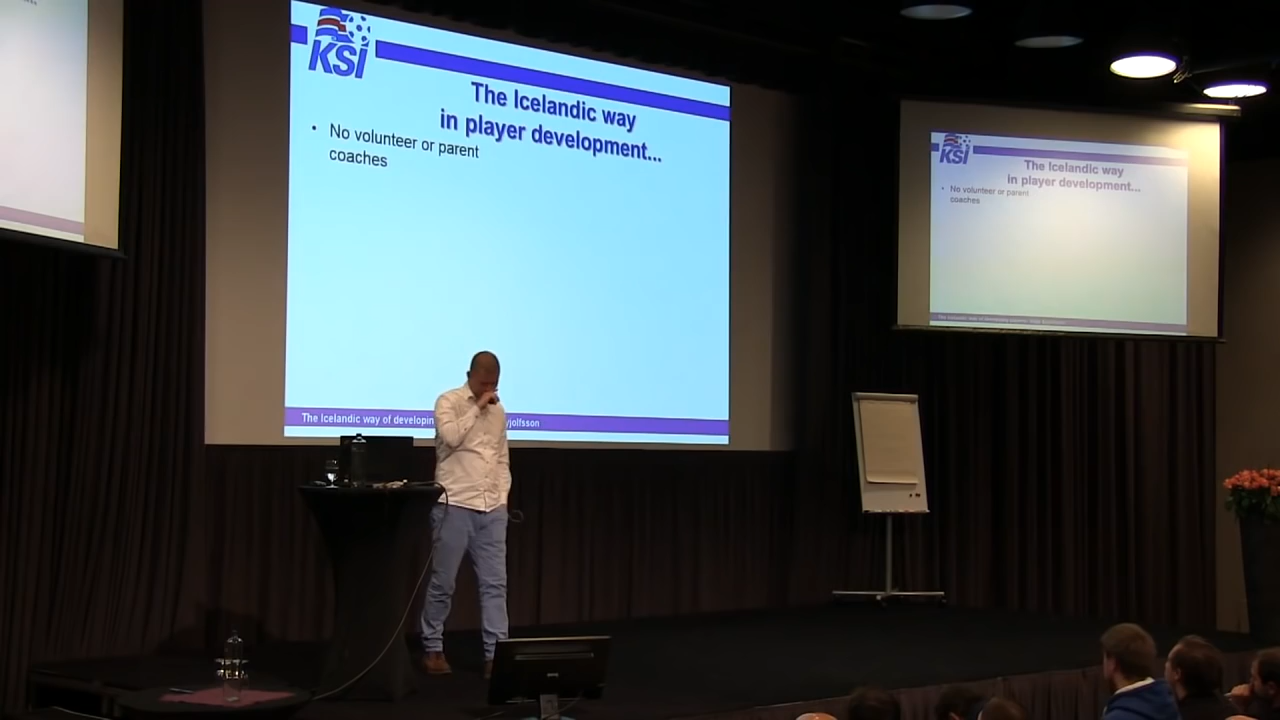 KSÍ
The Icelandic way
in player development...
• No volunteer or parent
coaches
The Icelandic way of developin
yjolfsson
KSÍ
The Icelandic way
in player development...
• No volunteer or parent
coaches